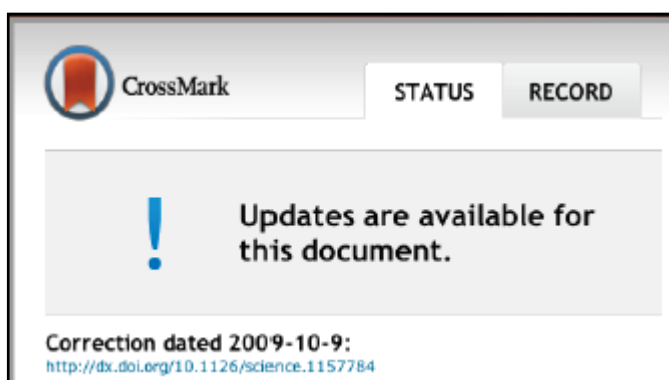 CrossMark
STATUS
RECORD
Updates are available for
this document.
Correction dated 2009-10-9:
http://dx.doi.org/10.1126/science.1157784